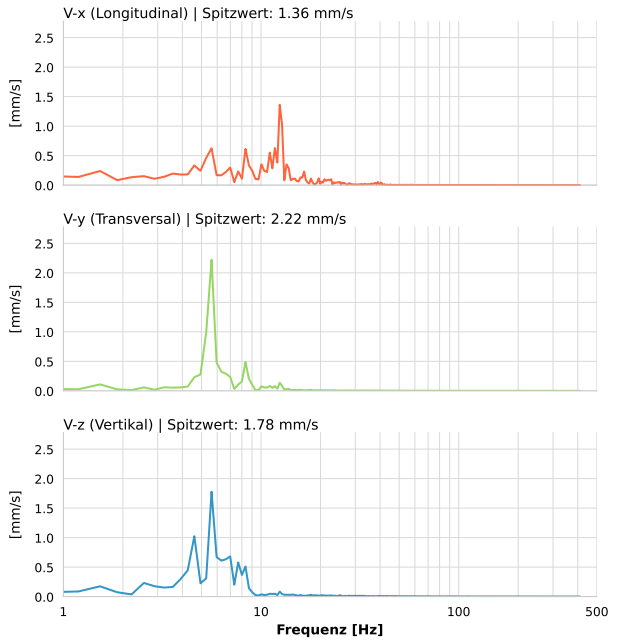 V-x (Longitudinal) | Spitzwert: 1.36 mm/s
2.5
2.0
1.5
1.0
0.5
0.0
[mm/s]
V-y (Transversal) | Spitzwert: 2.22 mm/s
2.5
2.0
1.5
1.0
0.5
0.0
[mm/s]
V-z (Vertikal) | Spitzwert: 1.78 mm/s
2.5
2.0
1.5
1.0
0.5
0.0
[mm/s]
1 10 100 500
Frequenz [Hz]